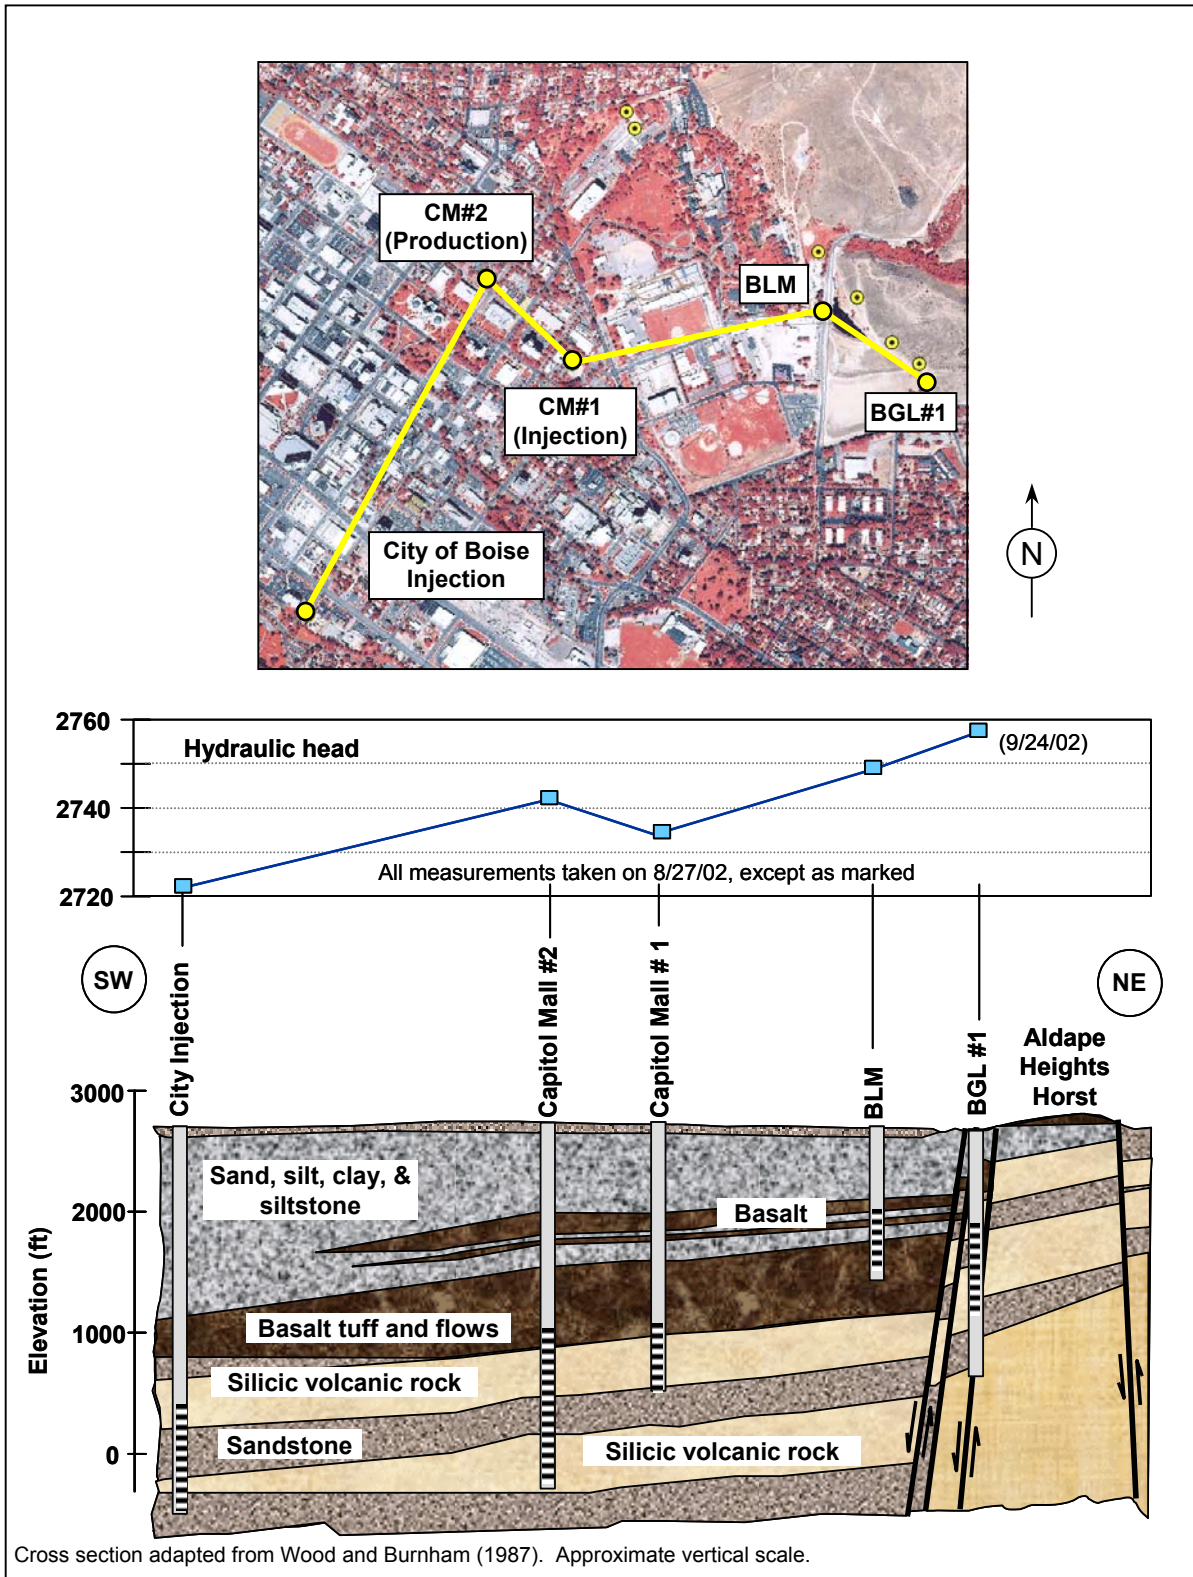 CM#2
(Production)
BLM
CM#1
(Injection)
BGL#1
City of Boise
Injection
N
2760
2740
2720
Hydraulic head
(9/24/02)
All measurements taken on 8/27/02, except as marked
SW
NE
City Injection
Capitol Mall #2
Capitol Mall # 1
BLM
BGL #1
Aldape
Heights
Horst
Elevation (ft)
3000
2000
1000
0
Sand, silt, clay, &
siltstone
Basalt
Basalt tuff and flows
Silicic volcanic rock
Sandstone
Silicic volcanic rock
Cross section adapted from Wood and Burnham (1987). Approximate vertical scale.